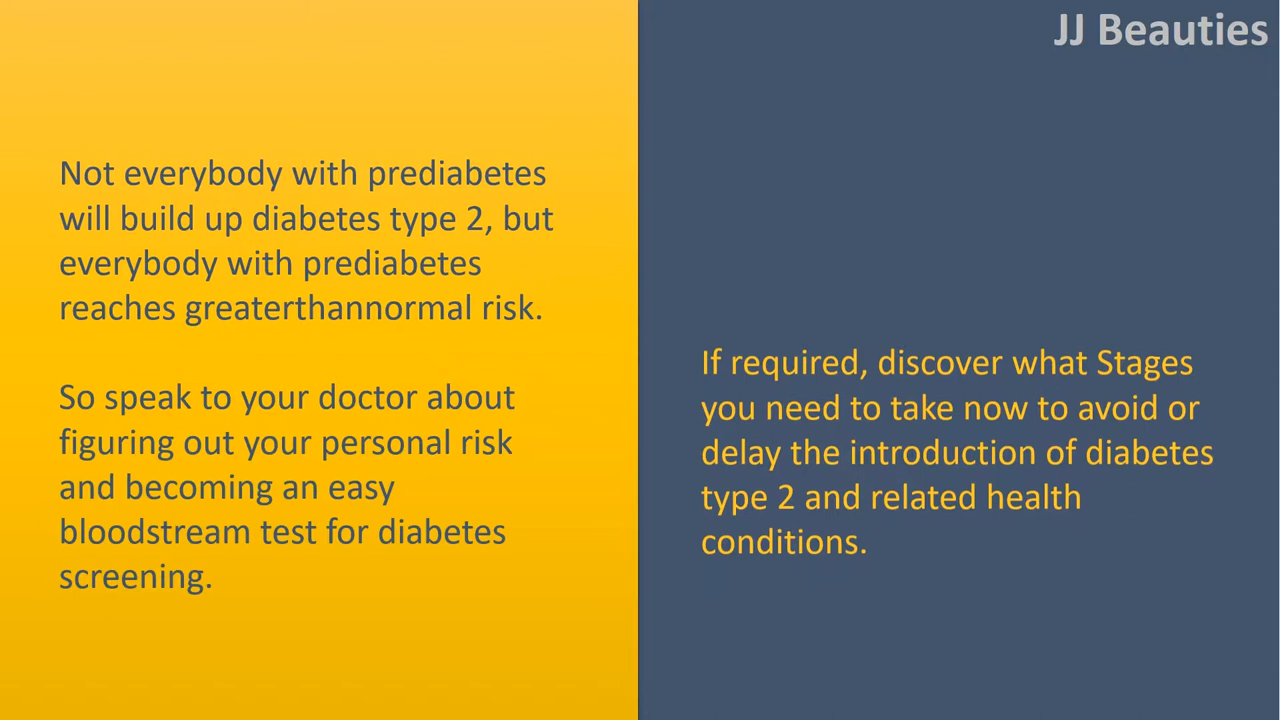 JJ Beauties
Not everybody with prediabetes
will build up diabetes type 2, but
everybody with prediabetes
reaches greaterthannormal risk.
So speak to your doctor about
figuring out your personal risk
and becoming an easy
bloodstream test for diabetes
screening.
If required, discover what Stages
you need to take now to avoid or
delay the introduction of diabetes
type 2 and related health
conditions.